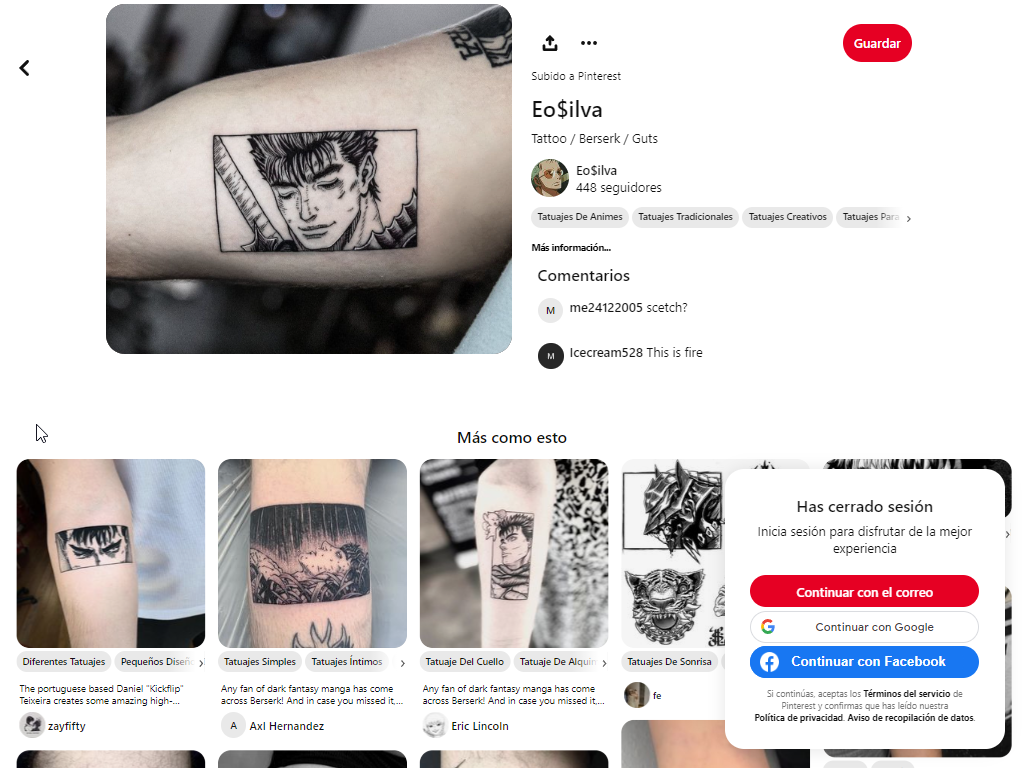 Guardar
Subido a Pinterest
Eo$ilva
Tattoo / Berserk / Guts
Eo$ilva
448 seguidores
Tatuajes De Animes
Tatuajes Tradicionales
Tatuajes Creativos
Tatuajes Para
Más información...
Comentarios
M
me24122005 scetch?
M
Icecream528 This is fire
Más como esto
Diferentes Tatuajes
Pequeños Diseñ
Tatuajes Simples
Tatuajes Íntimos
Tatuaje Del Cuello
Tatuaje De Alquim
Tatuajes De Sonrisa
The portuguese based Daniel "Kickflip"
Teixeira creates some amazing high-...
zayfifty
Any fan of dark fantasy manga has come
across Berserk! And in case you missed it,...
A
Axl Hernandez
Any fan of dark fantasy manga has come
across Berserk! And in case you missed it,...
Eric Lincoln
fe
Has cerrado sesión
Inicia sesión para disfrutar de la mejor
experiencia
Continuar con el correo
Continuar con Google
Continuar con Facebook
Si continúas, aceptas los Términos del servicio de
Pinterest y confirmas que has leído nuestra
Política de privacidad. Aviso de recopilación de datos.